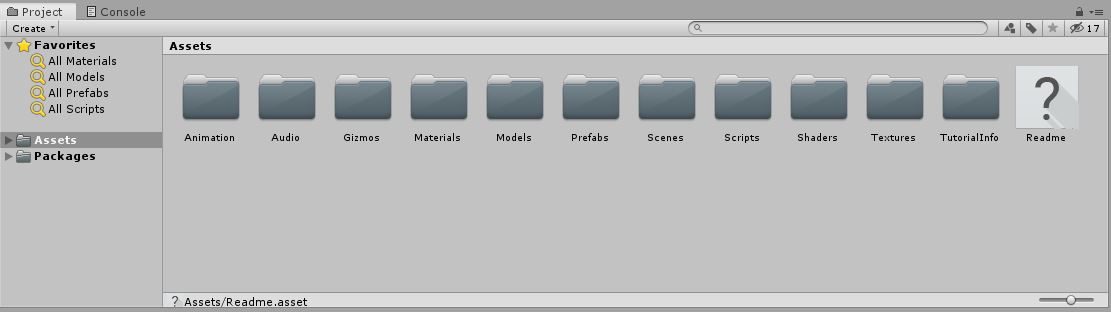 Project Console
Create 17
Favorites
All Materials
All Models
All Prefabs
All Scripts
Assets
Packages
Assets
Animation Audio Gizmos Materials Models Prefabs Scenes Scripts Shaders Textures TutorialInfo Readme
Assets/Readme.asset